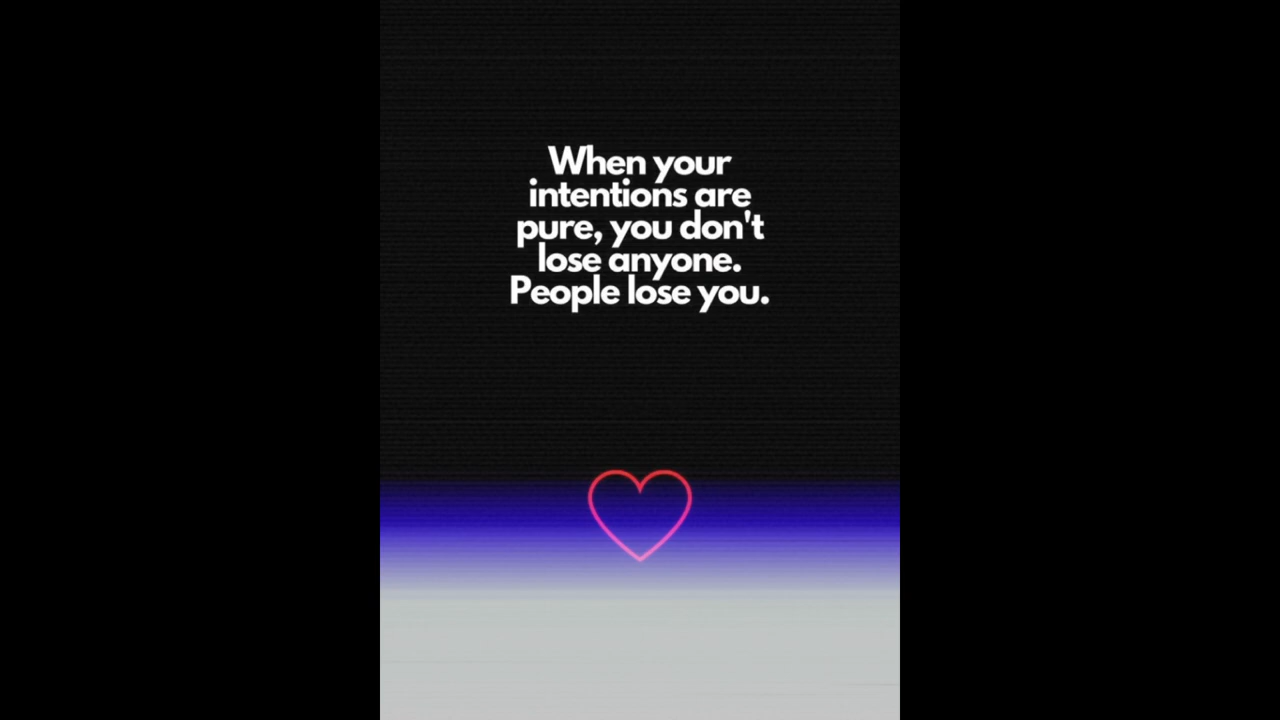 When your
intentions are
pure, you don't
lose anyone.
People lose you.